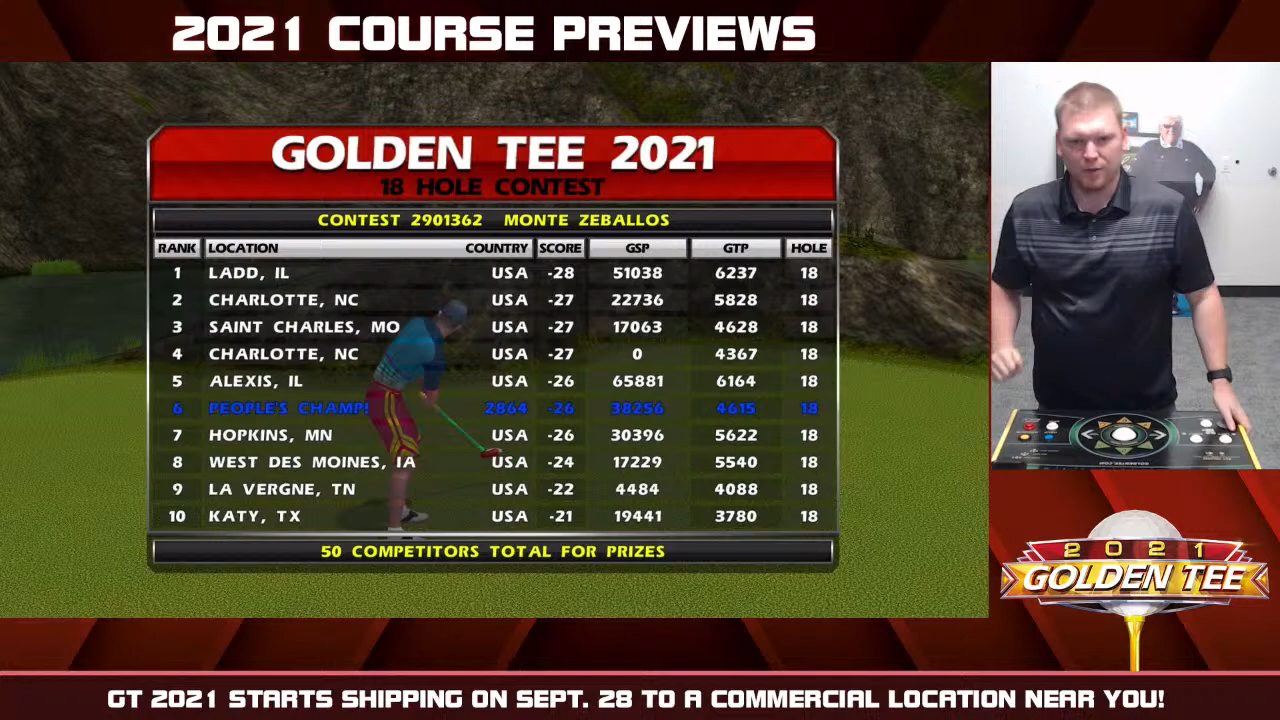 2021 COURSE PREVIEWS
GOLDEN TEE 2021
18 HOLE CONTEST
CONTEST 2901362 MONTE ZEBALLOS
RANK LOCATION COUNTRY SCORE GSP GTP HOLE
1 LADD, IL USA -28 51038 6237 18
2 CHARLOTTE, NC USA -27 22736 5828 18
3 SAINT CHARLES, MO USA -27 17063 4628 18
4 CHARLOTTE, NC USA -27 0 4367 18
5 ALEXIS, IL USA -26 65881 6164 18
6 PEOPLE'S CHAMP! 2864 -26 38256 4615 18
7 HOPKINS, MN USA -26 30396 5622 18
8 WEST DES MOINES, IA USA -24 17229 5540 18
9 LA VERGNE, TN USA -22 4484 4088 18
10 KATY, TX USA -21 19441 3780 18
50 COMPETITORS TOTAL FOR PRIZES
2021
GOLDEN TEE
GT 2021 STARTS SHIPPING ON SEPT. 28 TO A COMMERCIAL LOCATION NEAR YOU!